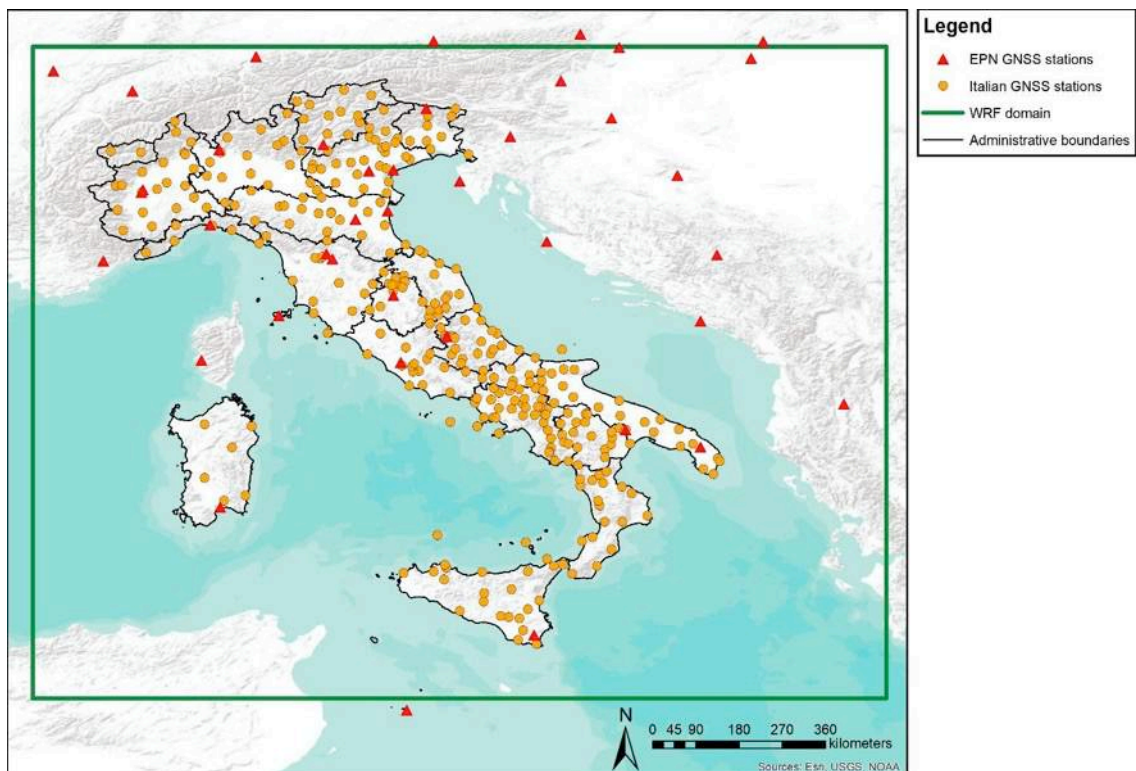 Legend
EPN GNSS stations
Italian GNSS stations
WRF domain
Administrative boundaries
N
0 45 90 180 270 360
kilometers
Sources: Esri, USGS, NOAA